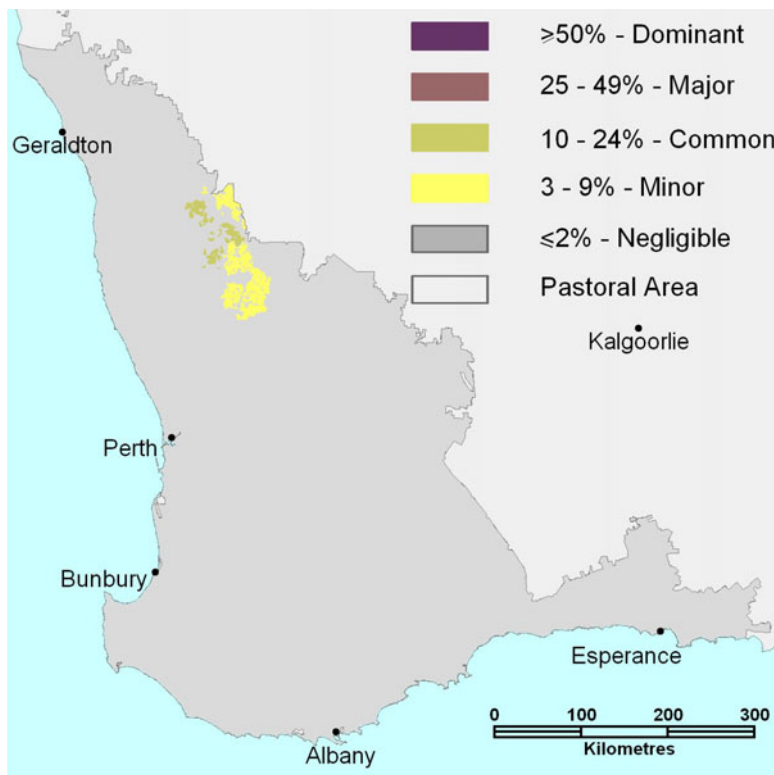 ⩾50% - Dominant
25 - 49% - Major
10 - 24% - Common
3 - 9% - Minor
⩽2% - Negligible
Pastoral Area
Geraldton
Kalgoorlie
Perth
Bunbury
Esperance
Albany
0 100 200 300
Kilometres